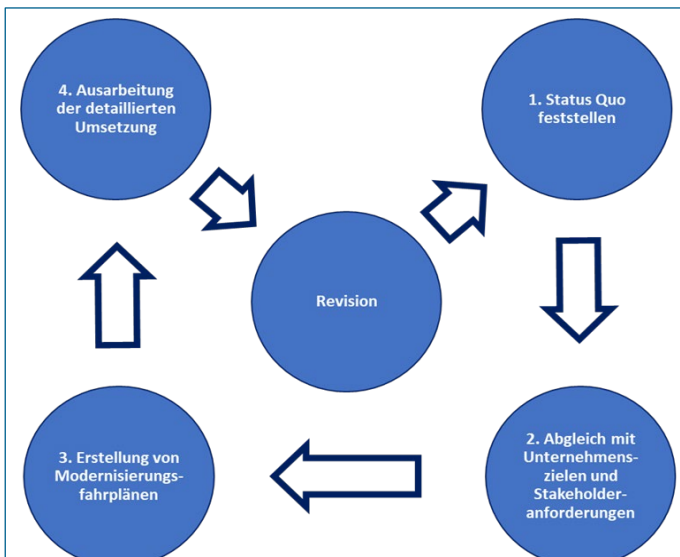 1. Status Quo
feststellen
2. Abgleich mit
Unternehmens-
zielen und
Stakeholder-
anforderungen
3. Erstellung von
Modernisierungs-
fahrplänen
4. Ausarbeitung
der detaillierten
Umsetzung
Revision